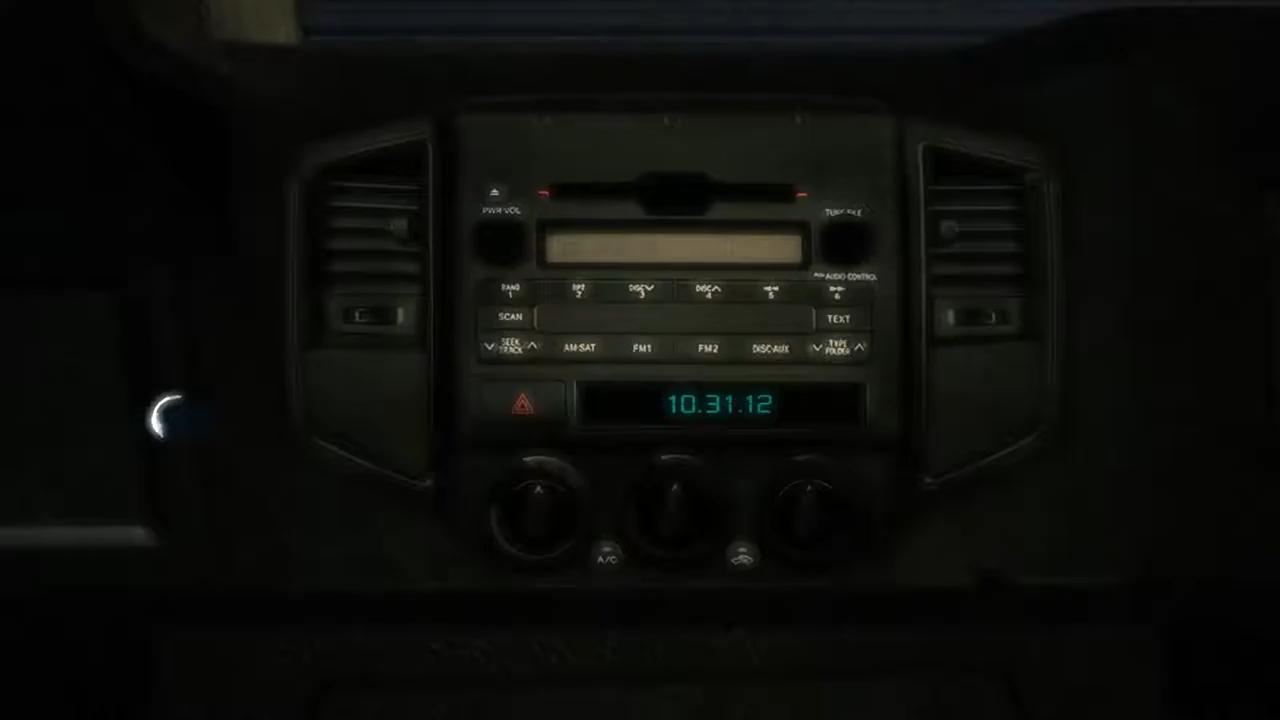 PWR·VOL
TUNE·FILE
AUDIO CONTROL
RAND 1 RPT 2 DISC 3 DISC 4 5 6
SCAN TEXT
SEEK TRACK AM·SAT FM1 FM2 DISC·AUX TYPE FOLDER
10.31.12
A/C